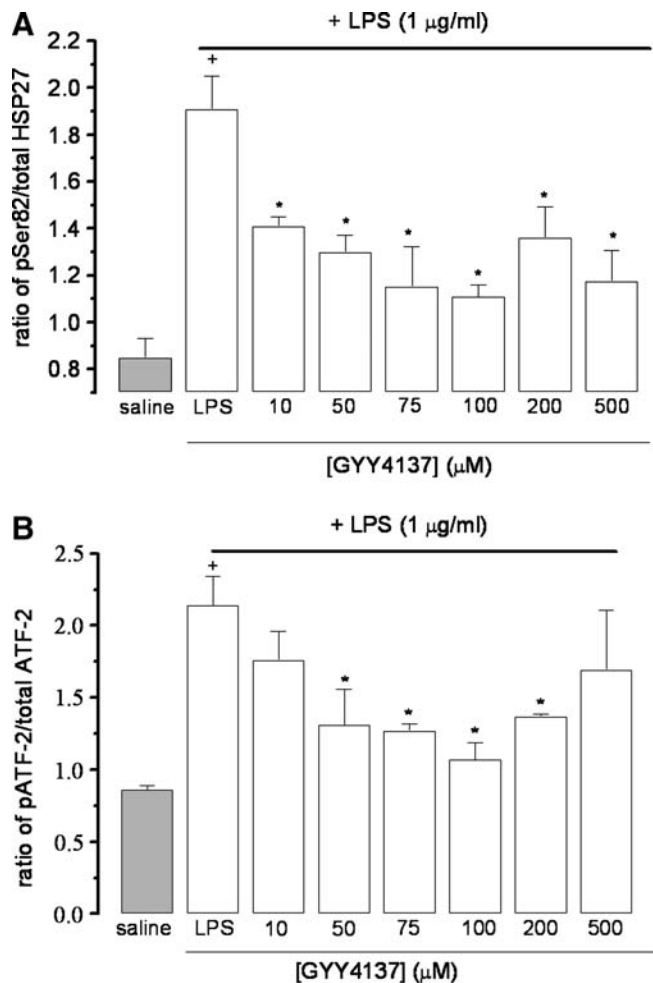 A
+ LPS (1 μg/ml)
ratio of pSer82/total HSP27
2.2
2.0
1.8
1.6
1.4
1.2
1.0
0.8
+
*
*
*
*
*
*
saline LPS 10 50 75 100 200 500
[GYY4137] (μM)
B
+ LPS (1 μg/ml)
ratio of pATF-2/total ATF-2
2.5
2.0
1.5
1.0
0.5
0.0
+
*
*
*
*
saline LPS 10 50 75 100 200 500
[GYY4137] (μM)